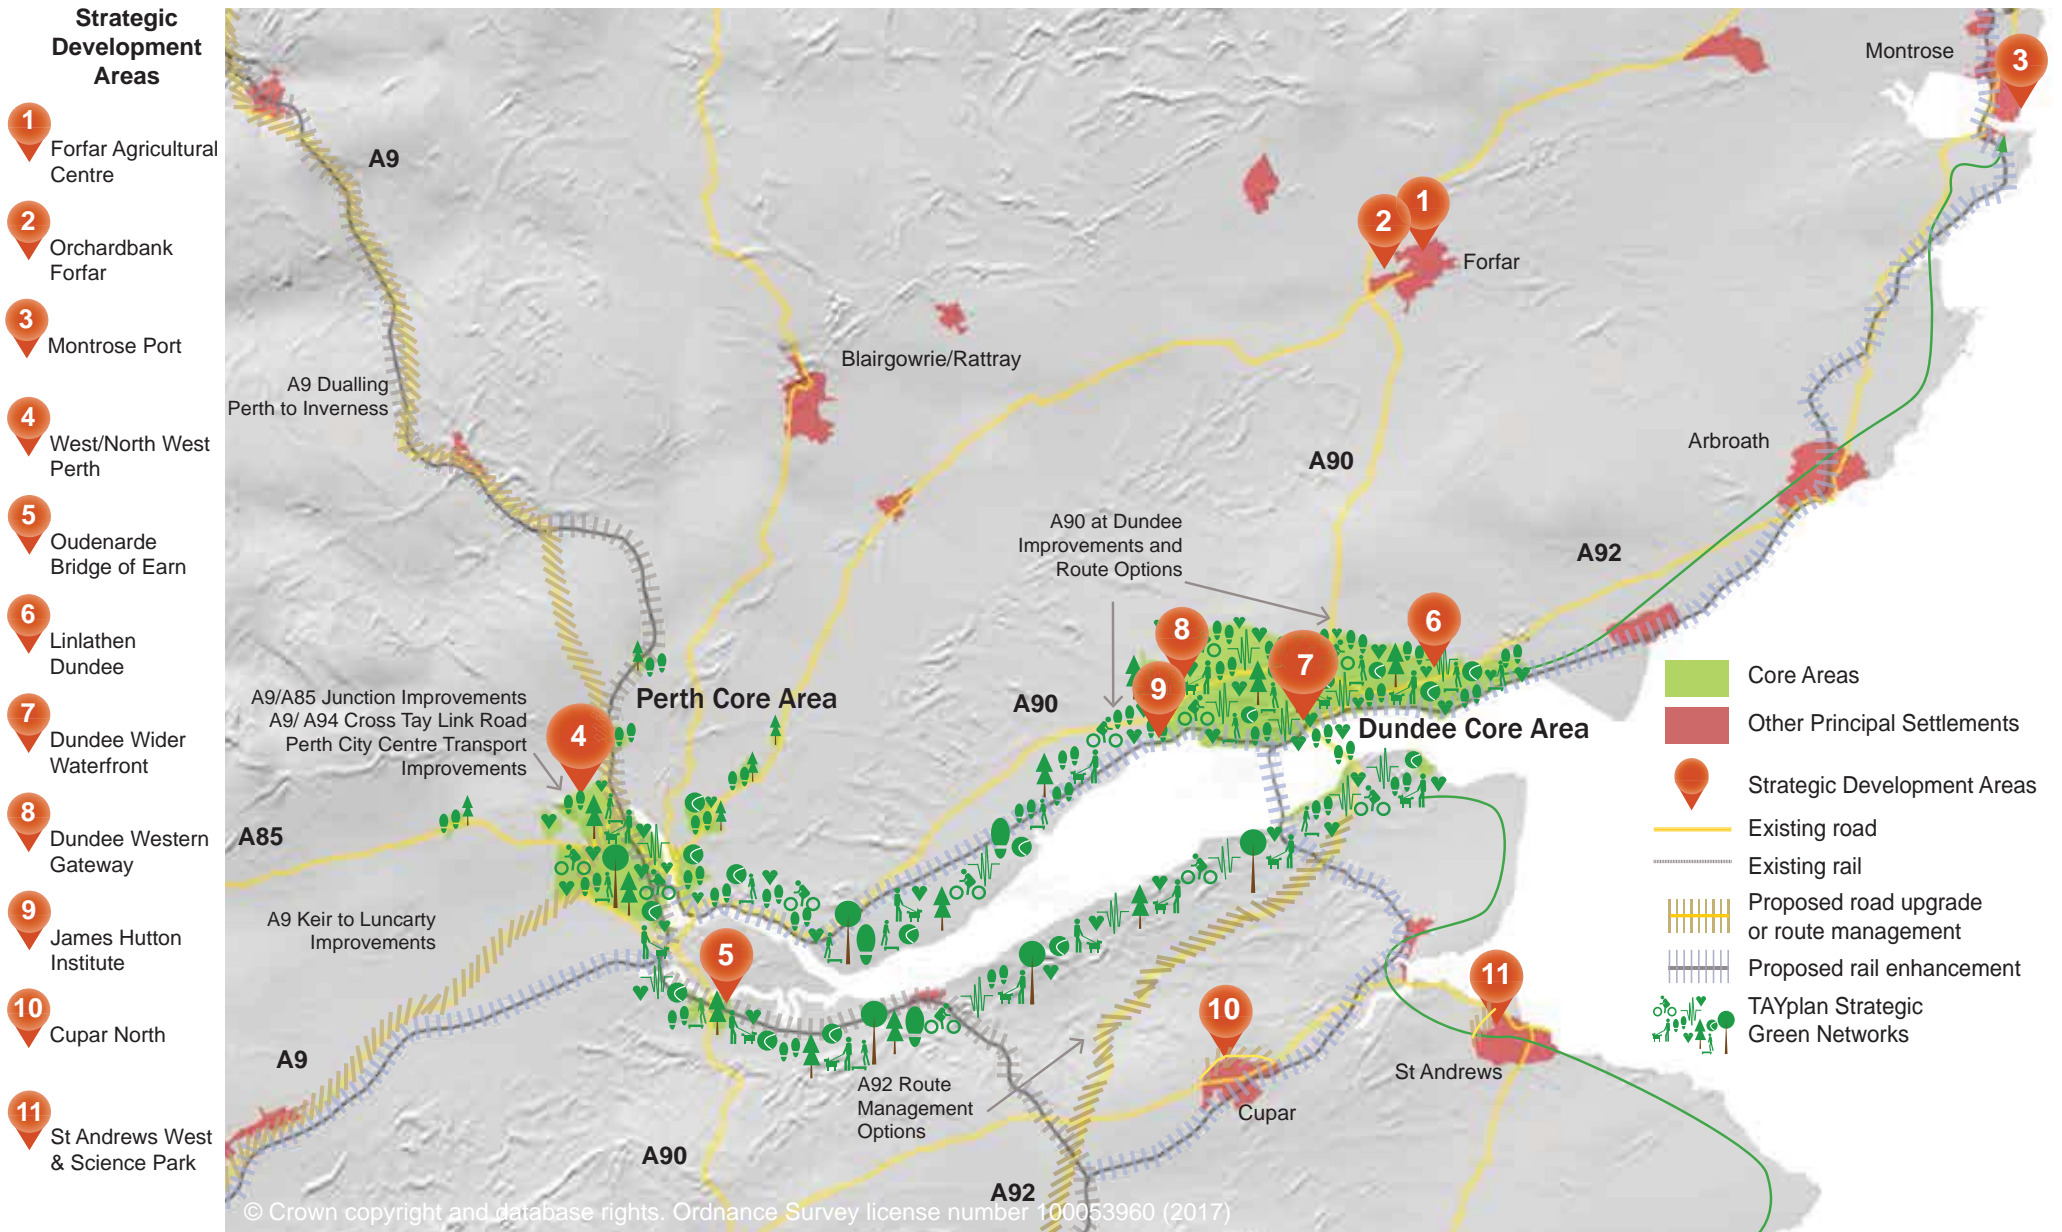 Strategic
Development
Areas
1
Forfar Agricultural
Centre
2
Orchardbank
Forfar
3
Montrose Port
4
West/North West
Perth
5
Oudenarde
Bridge of Earn
6
Linlathen
Dundee
7
Dundee Wider
Waterfront
8
Dundee Western
Gateway
9
James Hutton
Institute
10
Cupar North
11
St Andrews West
& Science Park
Montrose
3
A9
2
1
Forfar
Blairgowrie/Rattray
A9 Dualling
Perth to Inverness
Arbroath
A90
A90 at Dundee
Improvements and
Route Options
A92
8
6
7
9
Perth Core Area
A9/A85 Junction Improvements
A9/ A94 Cross Tay Link Road
Perth City Centre Transport
Improvements
4
A90
Dundee Core Area
A85
A9 Keir to Luncarty
Improvements
5
10
11
A9
A92 Route
Management
Options
St Andrews
Cupar
A90
A92
Core Areas
Other Principal Settlements
Strategic Development Areas
Existing road
Existing rail
Proposed road upgrade
or route management
Proposed rail enhancement
TAYplan Strategic
Green Networks
© Crown copyright and database rights. Ordnance Survey license number 100053960 (2017)